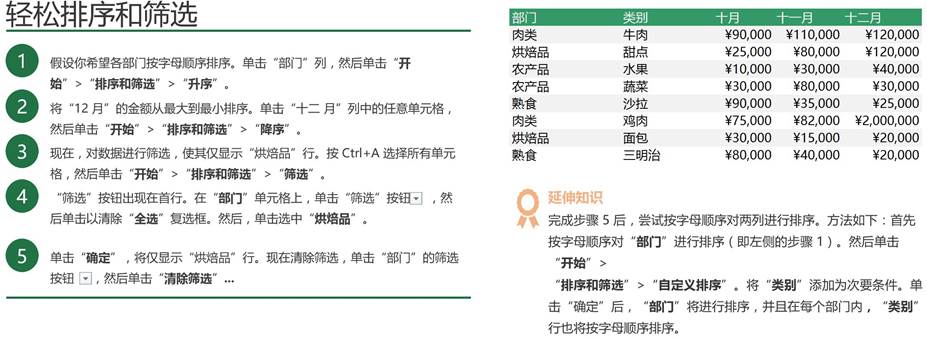 轻松排序和筛选
1
假设你希望各部门按字母顺序排序。单击“部门”列，然后单击“开
始”>“排序和筛选”>“升序”。
2
将“12 月”的金额从最大到最小排序。单击“十二 月”列中的任意单元格，
然后单击“开始”>“排序和筛选”>“降序”。
3
现在，对数据进行筛选，使其仅显示“烘焙品”行。按 Ctrl+A 选择所有单元
格，然后单击“开始”>“排序和筛选”>“筛选”。
4
“筛选”按钮出现在首行。在“部门”单元格上，单击“筛选”按钮 ，然
后单击以清除“全选”复选框。然后，单击选中“烘焙品”。
5
单击“确定”，将仅显示“烘焙品”行。现在清除筛选，单击“部门”的筛选
按钮 ，然后单击“清除筛选”...
部门 类别 十月 十一月 十二月
肉类 牛肉 ¥90,000 ¥110,000 ¥120,000
烘焙品 甜点 ¥25,000 ¥80,000 ¥120,000
农产品 水果 ¥10,000 ¥30,000 ¥40,000
农产品 蔬菜 ¥30,000 ¥80,000 ¥30,000
熟食 沙拉 ¥90,000 ¥35,000 ¥25,000
肉类 鸡肉 ¥75,000 ¥82,000 ¥2,000,000
烘焙品 面包 ¥30,000 ¥15,000 ¥20,000
熟食 三明治 ¥80,000 ¥40,000 ¥20,000
延伸知识
完成步骤 5 后，尝试按字母顺序对两列进行排序。方法如下：首先
按字母顺序对“部门”进行排序（即左侧的步骤 1）。然后单击
“开始”>
“排序和筛选”>“自定义排序”。将“类别”添加为次要条件。单
击“确定”后，“部门”将进行排序，并且在每个部门内，“类别”
行也将按字母顺序排序。